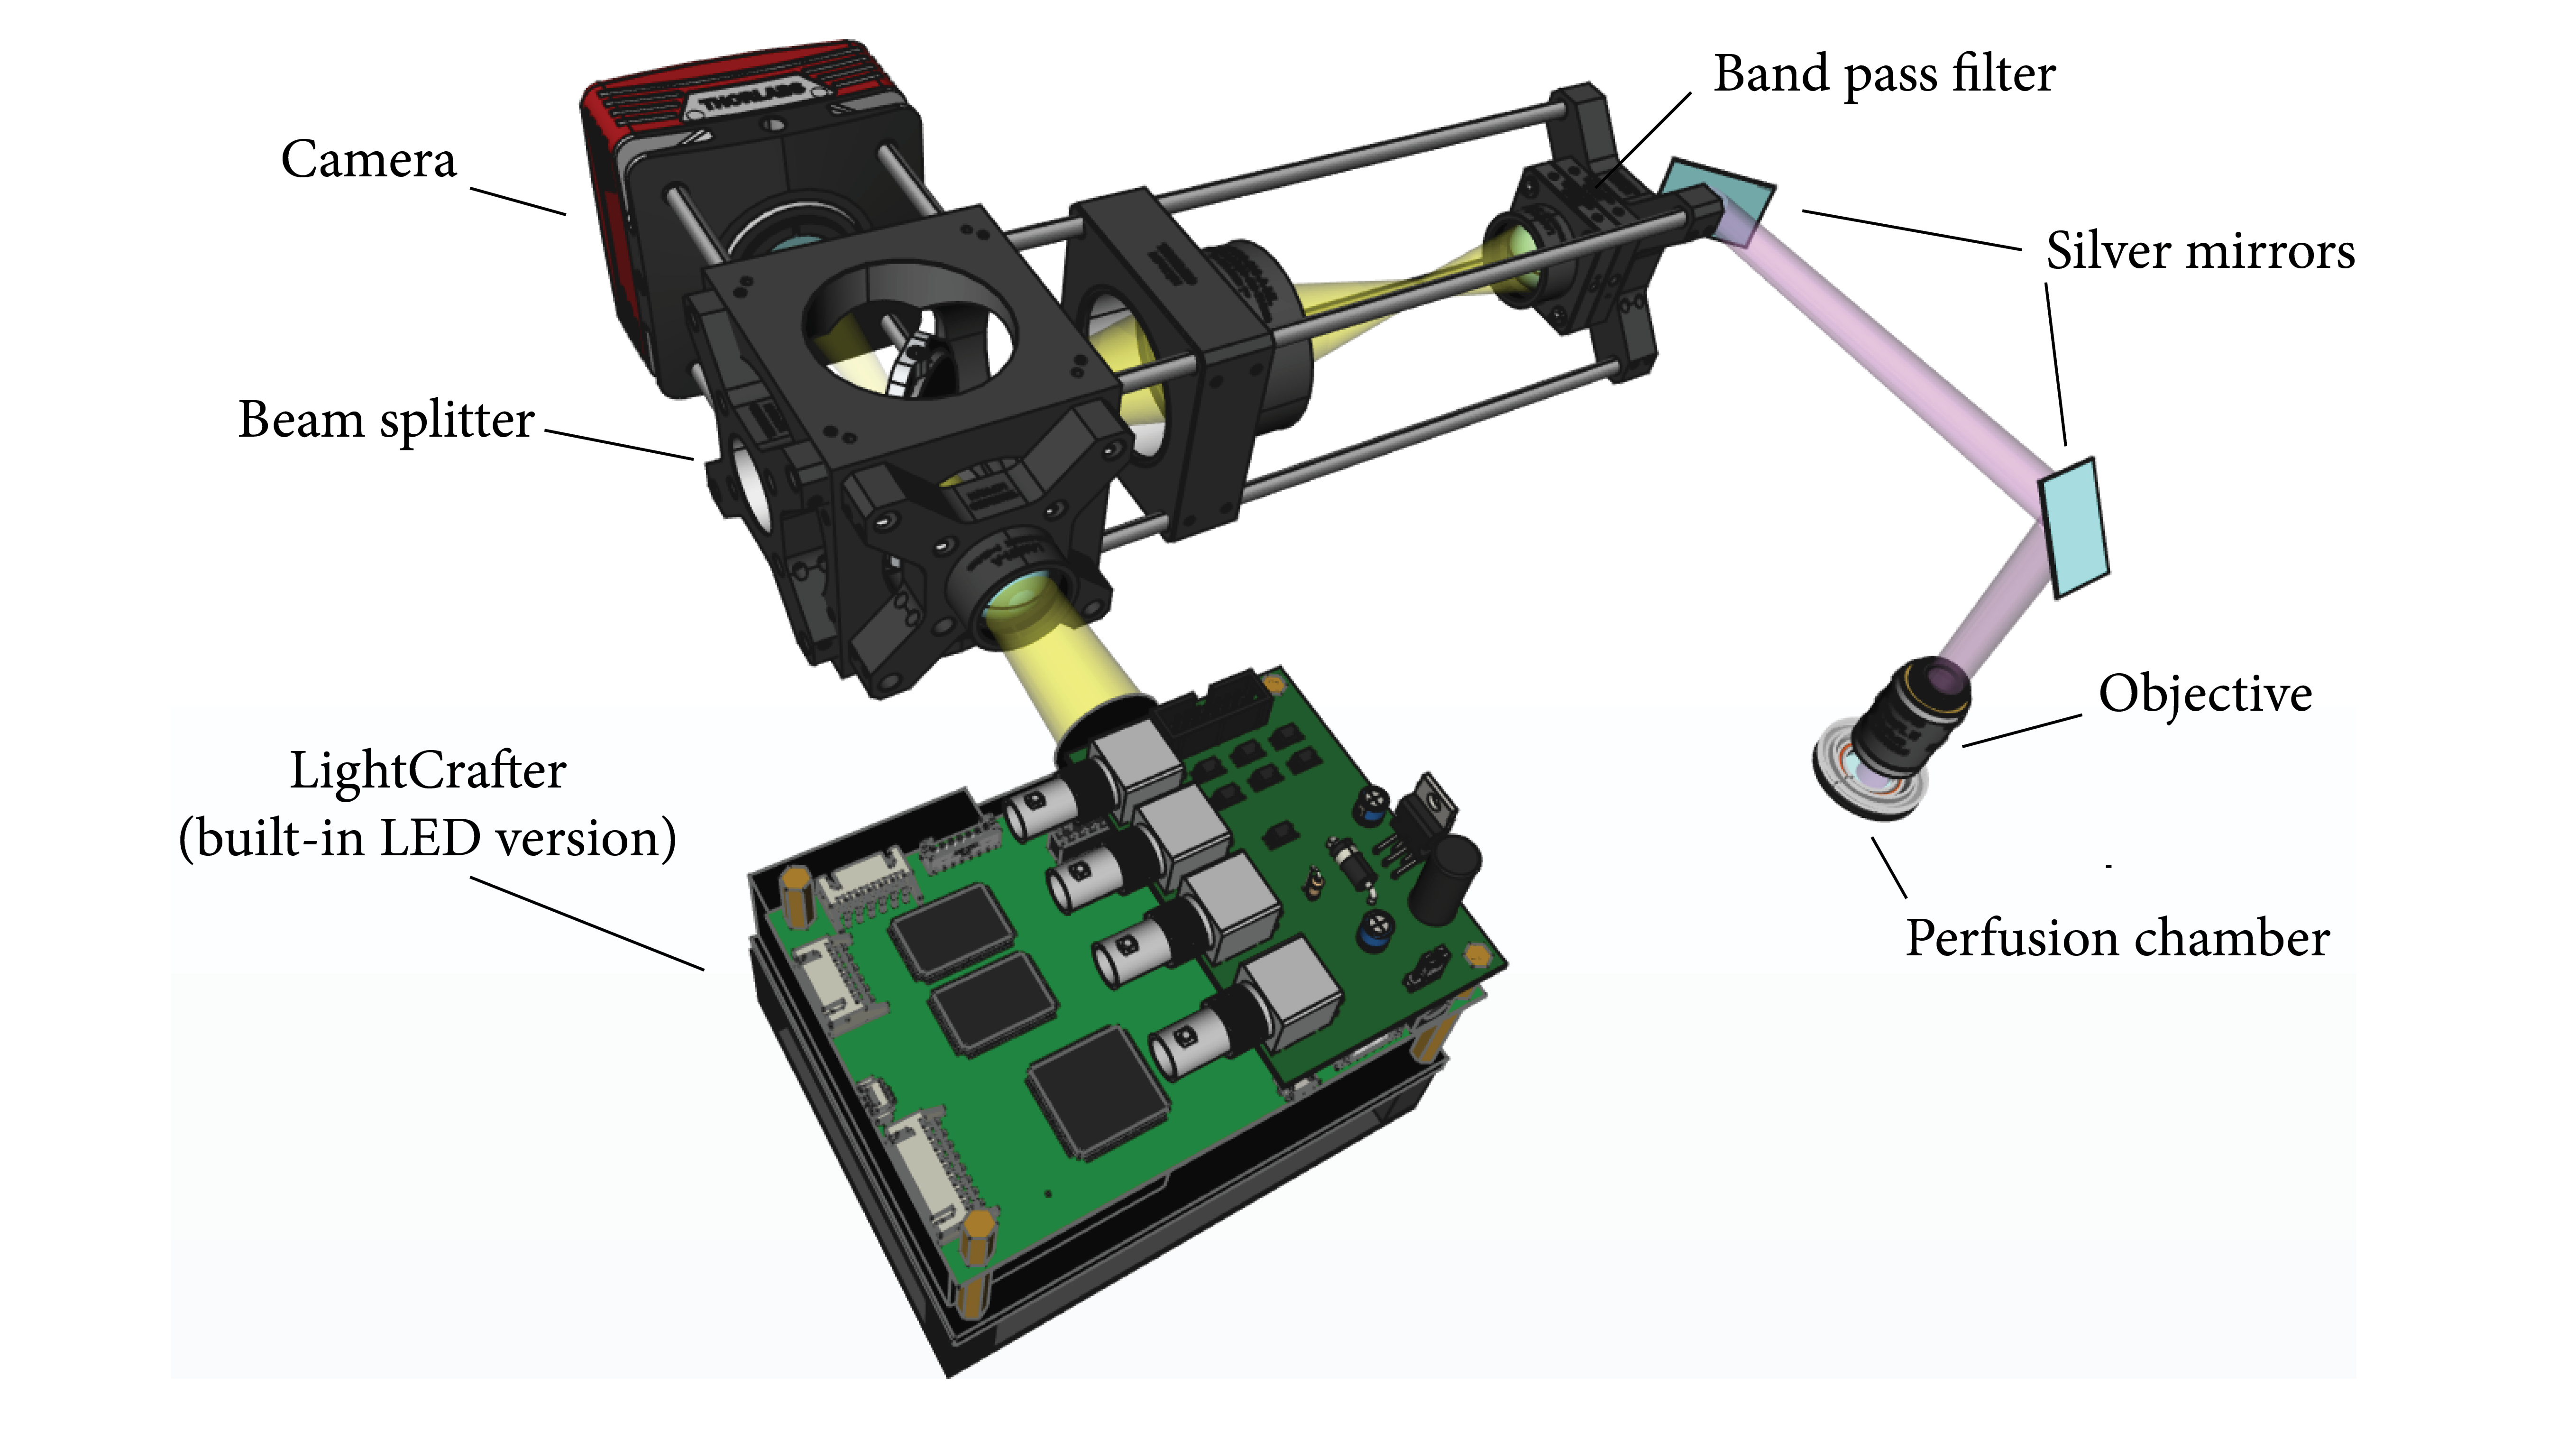 Band pass filter
THORLABS
Camera
Silver mirrors
Beam splitter
Objective
LightCrafter
(built-in LED version)
Perfusion chamber
-